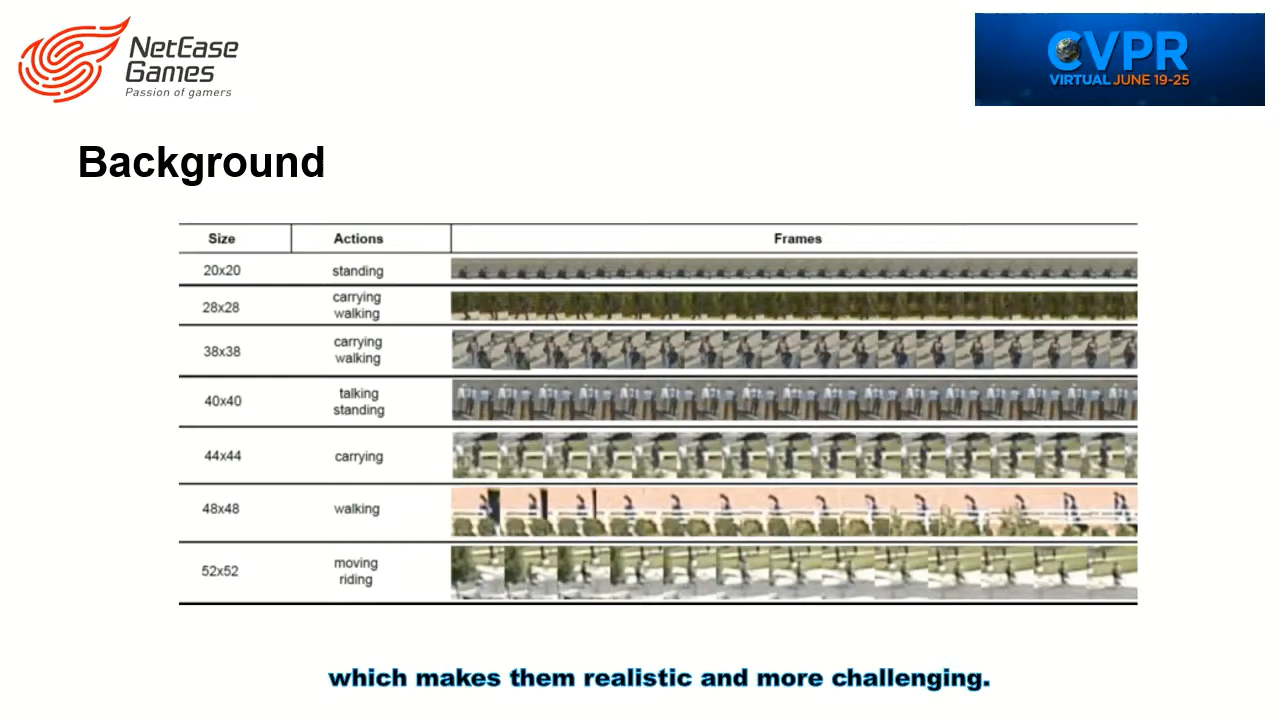 NetEase
Games
Passion of gamers
CVPR
VIRTUAL JUNE 19-25
Background
Size Actions Frames
20x20 standing
28x28 carrying
walking
38x38 carrying
walking
40x40 talking
standing
44x44 carrying
48x48 walking
52x52 moving
riding
which makes them realistic and more challenging.